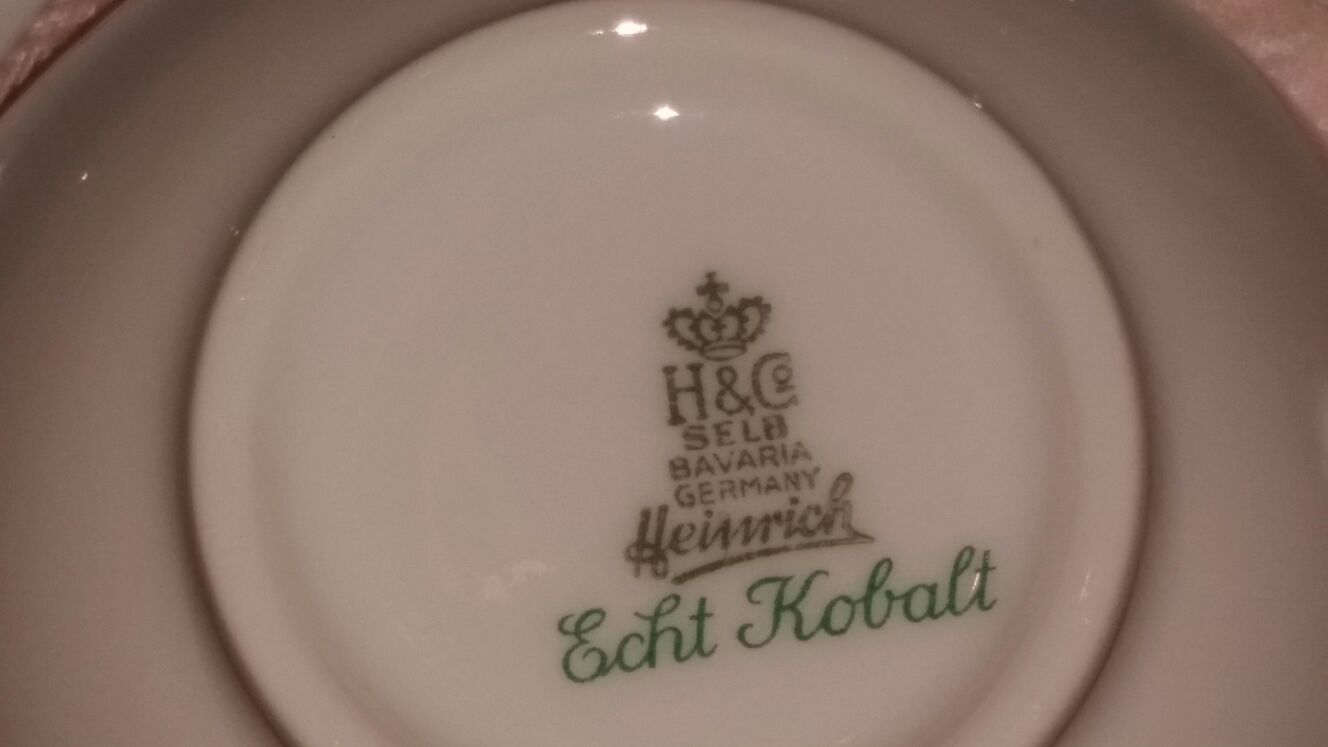 H&Co
SELB
BAVARIA
GERMANY
Heinrich
Echt Kobalt